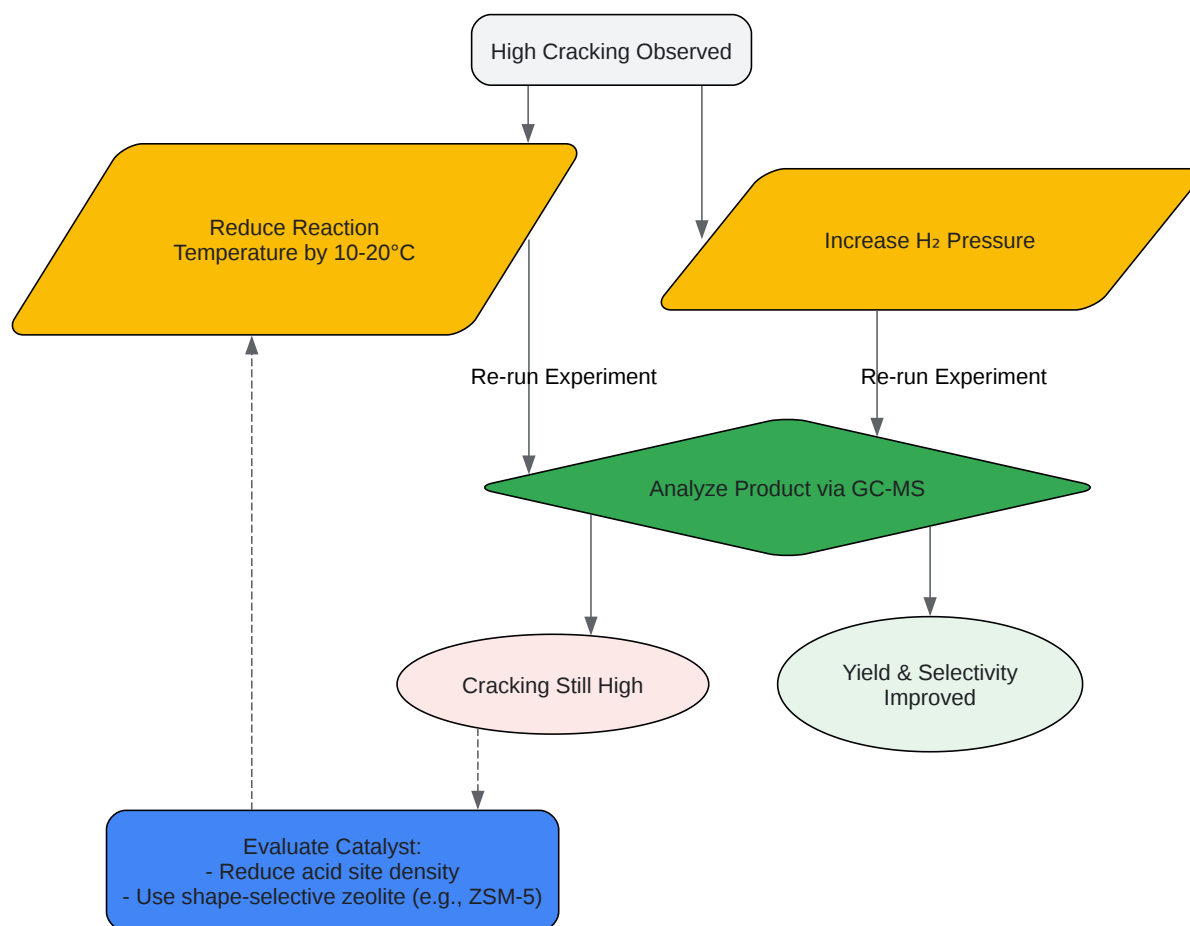 High Cracking Observed
Reduce Reaction
Temperature by 10-20°C
Increase H₂ Pressure
Re-run Experiment
Re-run Experiment
Analyze Product via GC-MS
Cracking Still High
Yield & Selectivity
Improved
Evaluate Catalyst:
- Reduce acid site density
- Use shape-selective zeolite (e.g., ZSM-5)